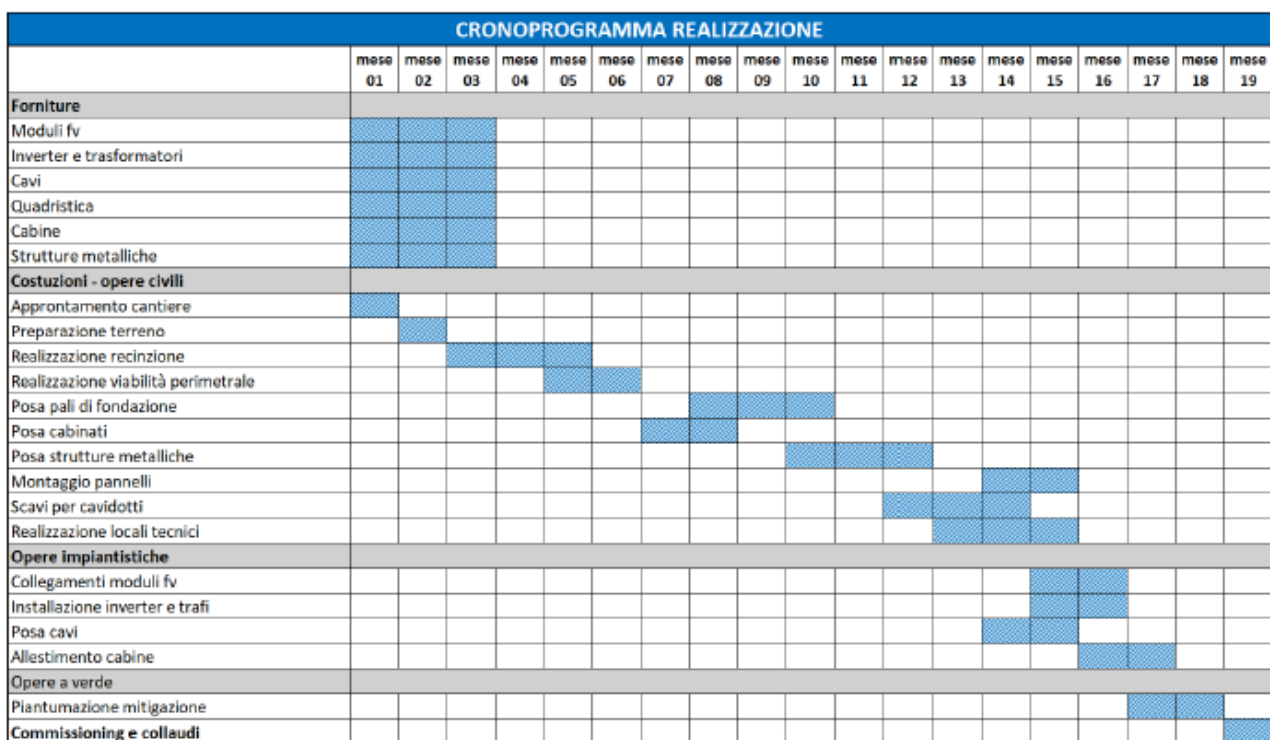 CRONOPROGRAMMA REALIZZAZIONE
mese 01 mese 02 mese 03 mese 04 mese 05 mese 06 mese 07 mese 08 mese 09 mese 10 mese 11 mese 12 mese 13 mese 14 mese 15 mese 16 mese 17 mese 18 mese 19
Forniture
Moduli fv
Inverter e trasformatori
Cavi
Quadristica
Cabine
Strutture metalliche
Costuzioni - opere civili
Approntamento cantiere
Preparazione terreno
Realizzazione recinzione
Realizzazione viabilità perimetrale
Posa pali di fondazione
Posa cabinati
Posa strutture metalliche
Montaggio pannelli
Scavi per cavidotti
Realizzazione locali tecnici
Opere impiantistiche
Collegamenti moduli fv
Installazione inverter e trafi
Posa cavi
Allestimento cabine
Opere a verde
Piantumazione mitigazione
Commissioning e collaudi